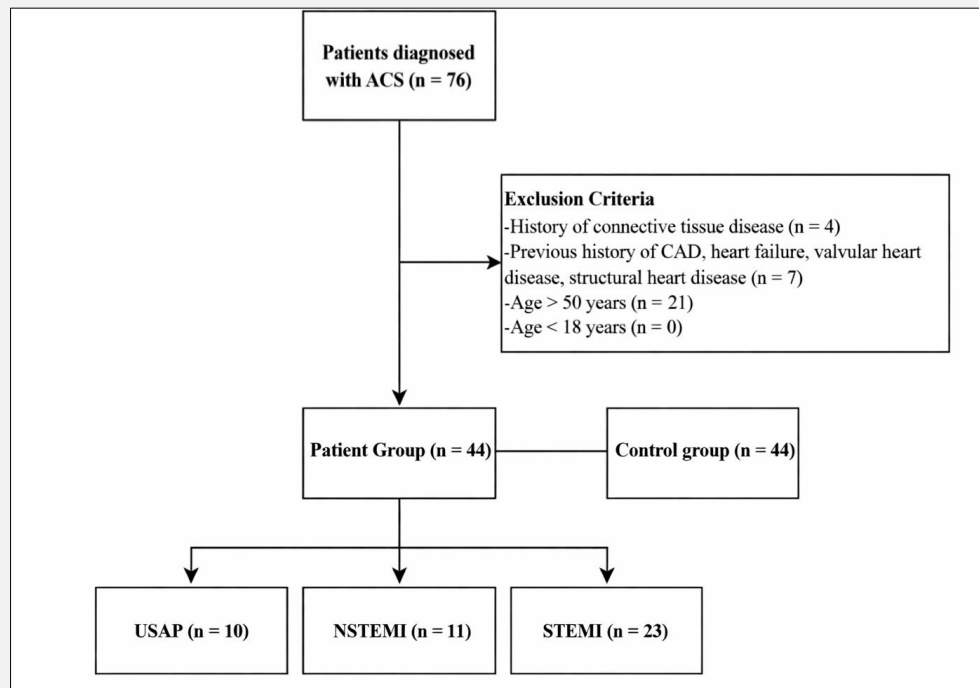 Patients diagnosed
with ACS (n = 76)
Exclusion Criteria
-History of connective tissue disease (n = 4)
-Previous history of CAD, heart failure, valvular heart
disease, structural heart disease (n = 7)
-Age > 50 years (n = 21)
-Age < 18 years (n = 0)
Patient Group (n = 44)
Control group (n = 44)
USAP (n = 10)
NSTEMI (n = 11)
STEMI (n = 23)